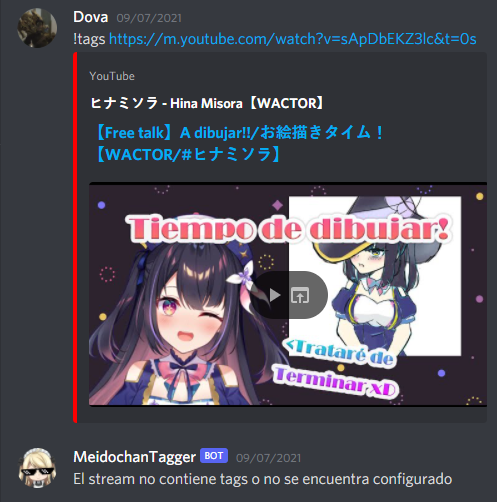 Dova 09/07/2021
!tags https://m.youtube.com/watch?v=sApDbEKZ3lc&t=0s
YouTube
ヒナミソラ - Hina Misora【WACTOR】
【Free talk】A dibujar!!/お絵描きタイム！
【WACTOR/#ヒナミソラ】
Tiempo de dibujar!
<Trataré de
Terminar xD
MeidochanTagger BOT 09/07/2021
El stream no contiene tags o no se encuentra configurado